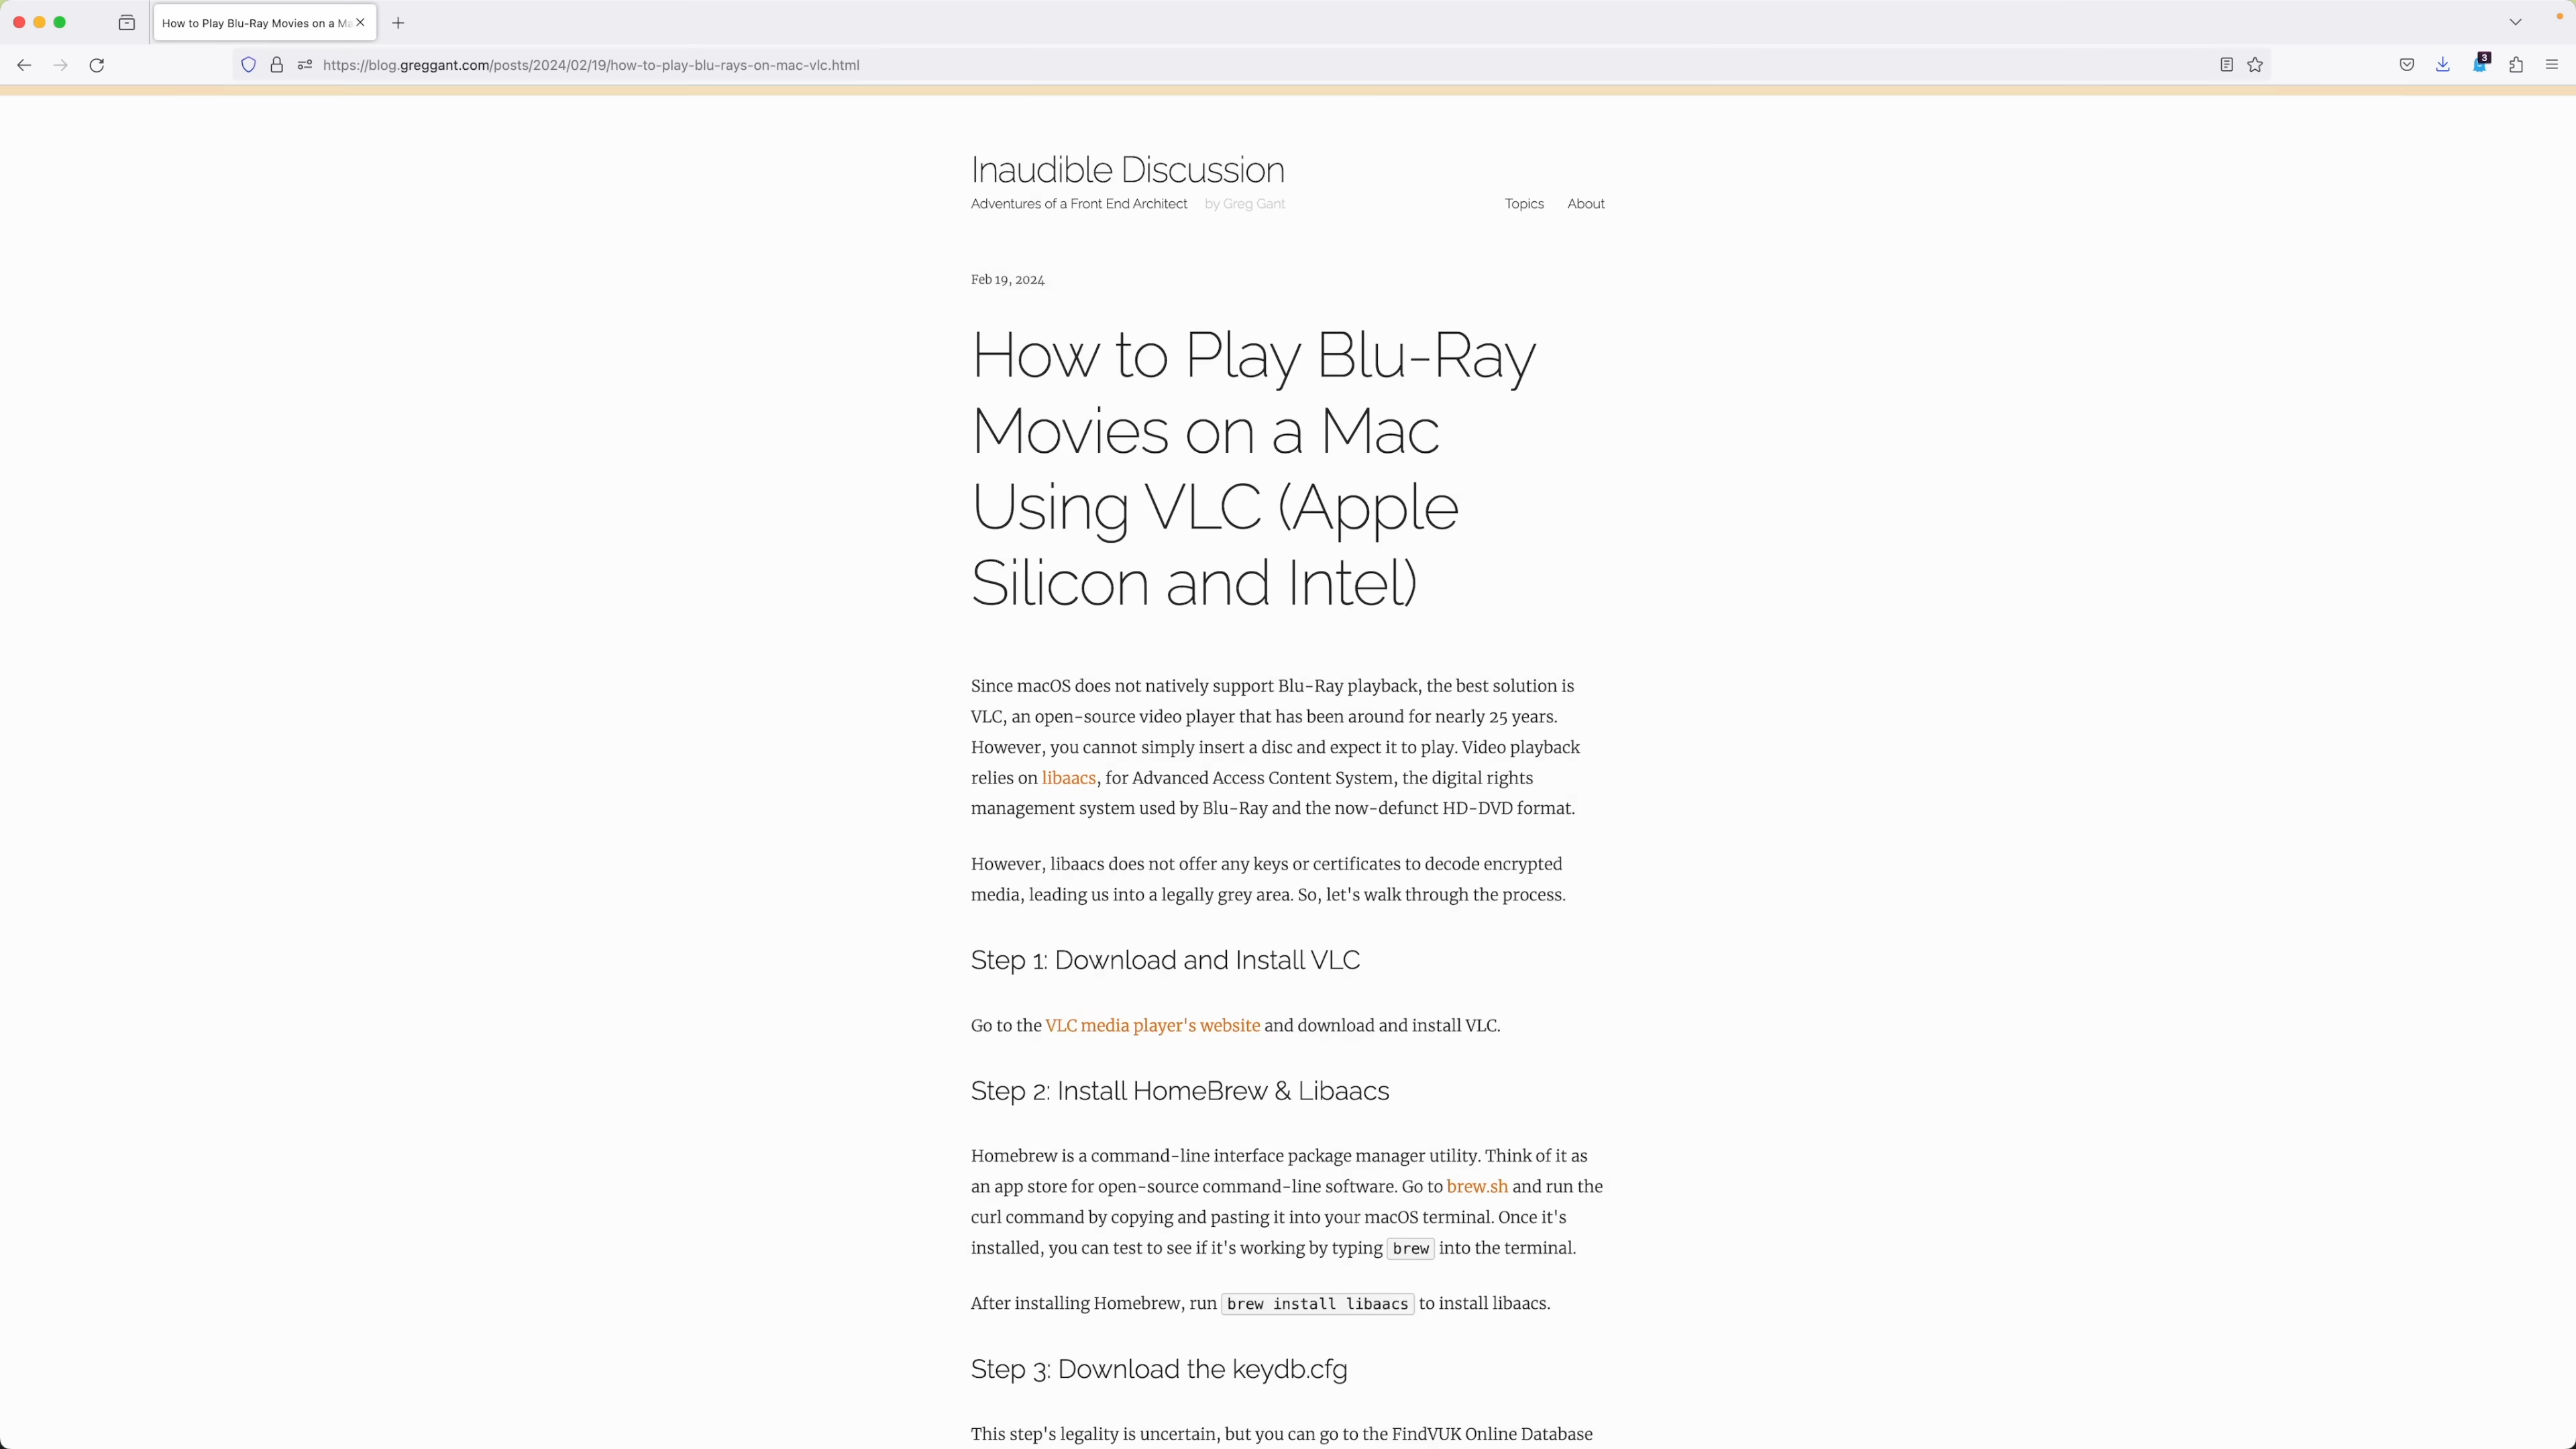 How to Play Blu-Ray Movies on a Ma
https://blog.greggant.com/posts/2024/02/19/how-to-play-blu-rays-on-mac-vlc.html
3
Inaudible Discussion
Adventures of a Front End Architect by Greg Gant
Topics About
Feb 19, 2024
How to Play Blu-Ray
Movies on a Mac
Using VLC (Apple
Silicon and Intel)
Since macOS does not natively support Blu-Ray playback, the best solution is
VLC, an open-source video player that has been around for nearly 25 years.
However, you cannot simply insert a disc and expect it to play. Video playback
relies on libaacs, for Advanced Access Content System, the digital rights
management system used by Blu-Ray and the now-defunct HD-DVD format.
However, libaacs does not offer any keys or certificates to decode encrypted
media, leading us into a legally grey area. So, let's walk through the process.
Step 1: Download and Install VLC
Go to the VLC media player's website and download and install VLC.
Step 2: Install HomeBrew & Libaacs
Homebrew is a command-line interface package manager utility. Think of it as
an app store for open-source command-line software. Go to brew.sh and run the
curl command by copying and pasting it into your macOS terminal. Once it's
installed, you can test to see if it's working by typing brew into the terminal.
After installing Homebrew, run brew install libaacs to install libaacs.
Step 3: Download the keydb.cfg
This step's legality is uncertain, but you can go to the FindVUK Online Database